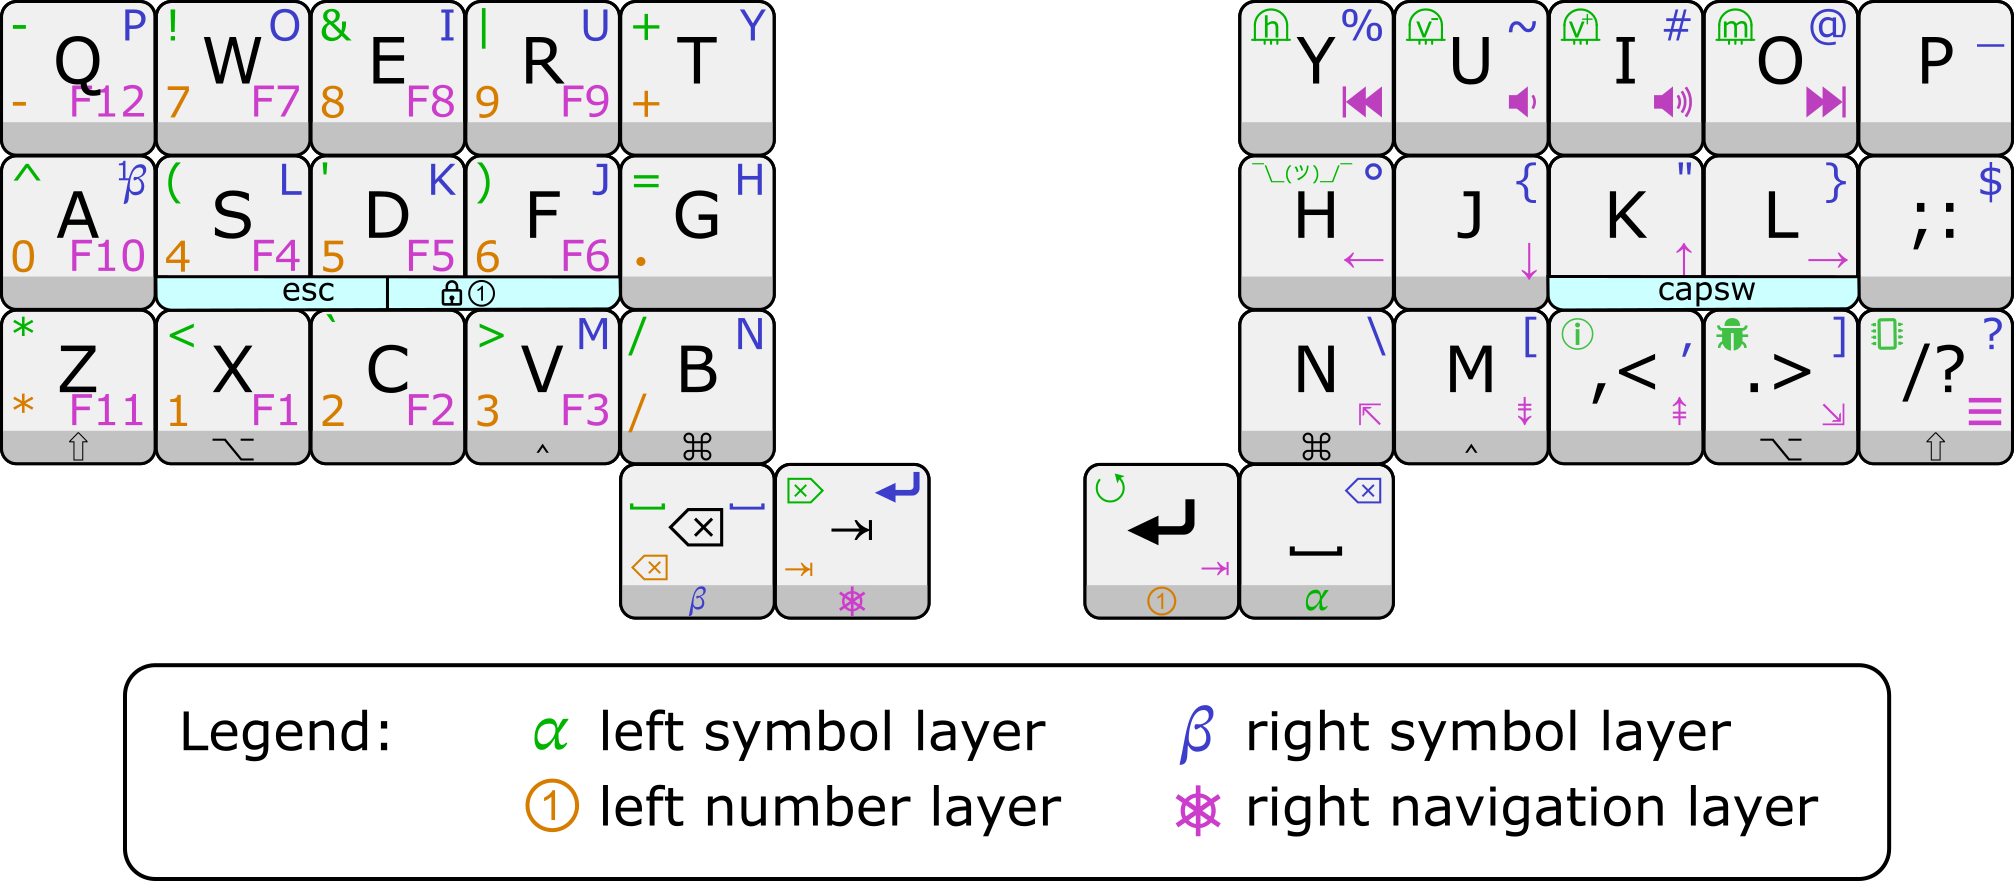 - P ! O & I | U + Y h % v- ~ v+ # m @ _
Q W E R T Y U I O P
- F12 7 F7 8 F8 9 F9 +
^ 1β ( L ' K ) J = H ¯\_(ツ)_/¯ ° { " } $
A S D F G H J K L ;:
0 F10 4 F4 5 F5 6 F6 . ← ↓ ↑ →
esc 1 capsw
* < ` > M / N \ [ i , ] ?
Z X C V B N M ,< .> /?
* F11 1 F1 2 F2 3 F3 / ⇱ ⇟ ⇞ ⇲ ≡
⇧ ⌥ ^ ⌘ ⌘ ^ ⌥ ⇧
β 1 α
Legend: α left symbol layer β right symbol layer
1 left number layer ⎈ right navigation layer